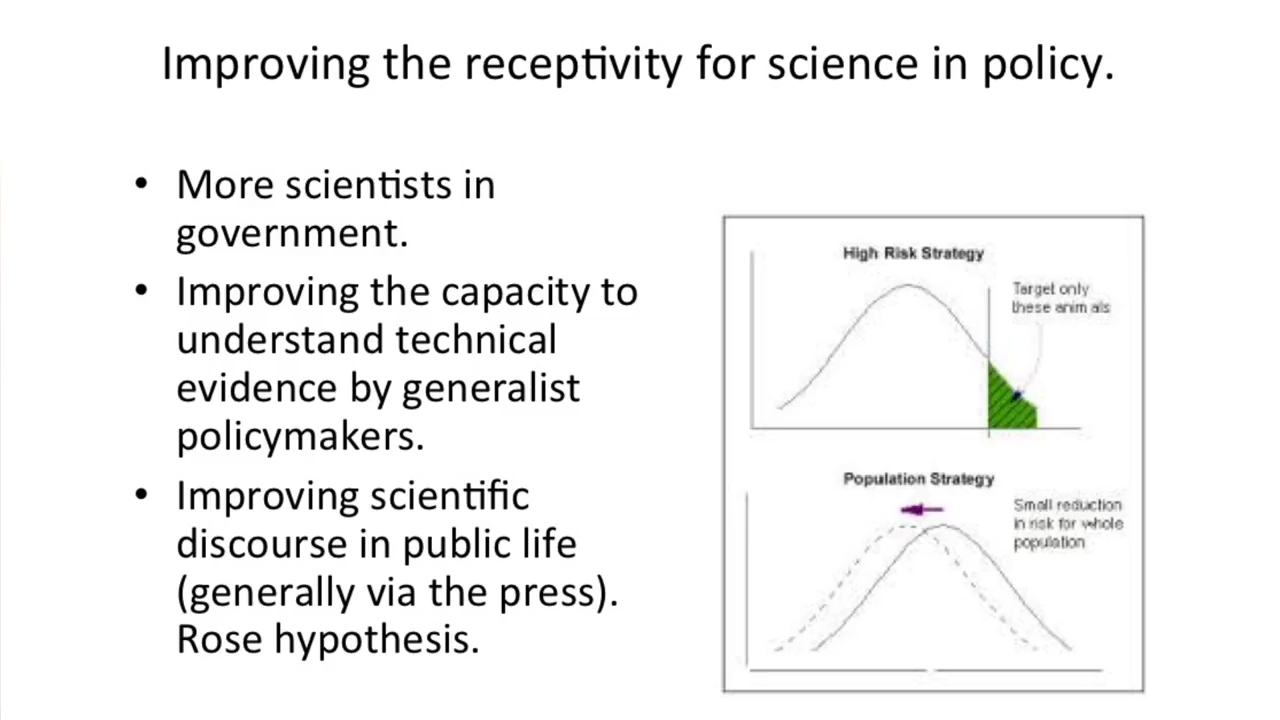 Improving the receptivity for science in policy.
• More scientists in
government.
• Improving the capacity to
understand technical
evidence by generalist
policymakers.
• Improving scientific
discourse in public life
(generally via the press).
Rose hypothesis.
High Risk Strategy
Target only
these animals
Population Strategy
Small reduction
in risk for whole
population